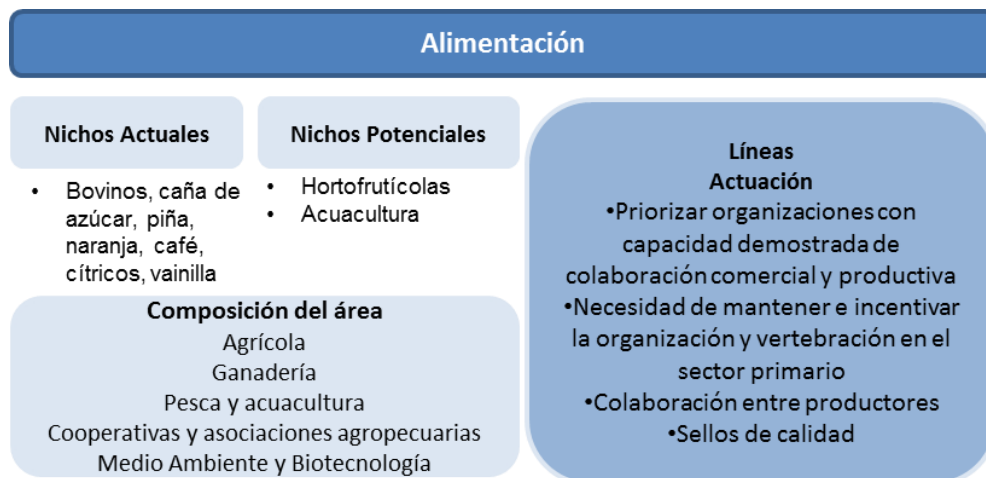 Alimentación
Nichos Actuales
• Bovinos, caña de
azúcar, piña,
naranja, café,
cítricos, vainilla
Nichos Potenciales
• Hortofrutícolas
• Acuacultura
Composición del área
Agrícola
Ganadería
Pesca y acuacultura
Cooperativas y asociaciones agropecuarias
Medio Ambiente y Biotecnología
Líneas
Actuación
•Priorizar organizaciones con
capacidad demostrada de
colaboración comercial y productiva
•Necesidad de mantener e incentivar
la organización y vertebración en el
sector primario
•Colaboración entre productores
•Sellos de calidad